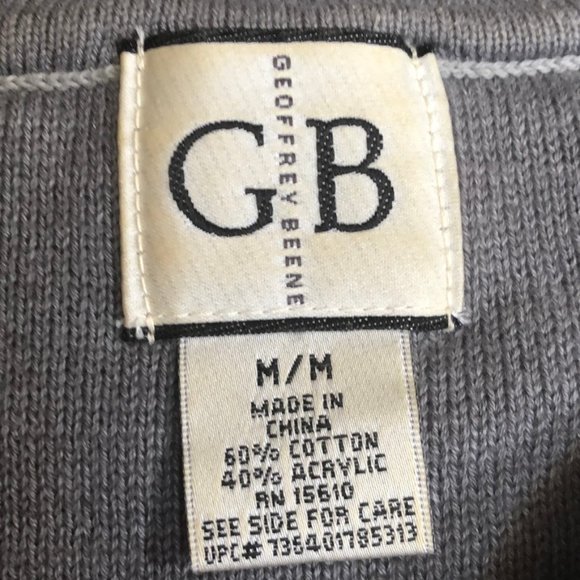 GB
GEOFFREY BEENE
M/M
MADE IN
CHINA
60% COTTON
40% ACRYLIC
RN 15610
SEE SIDE FOR CARE
UPC# 736401785313